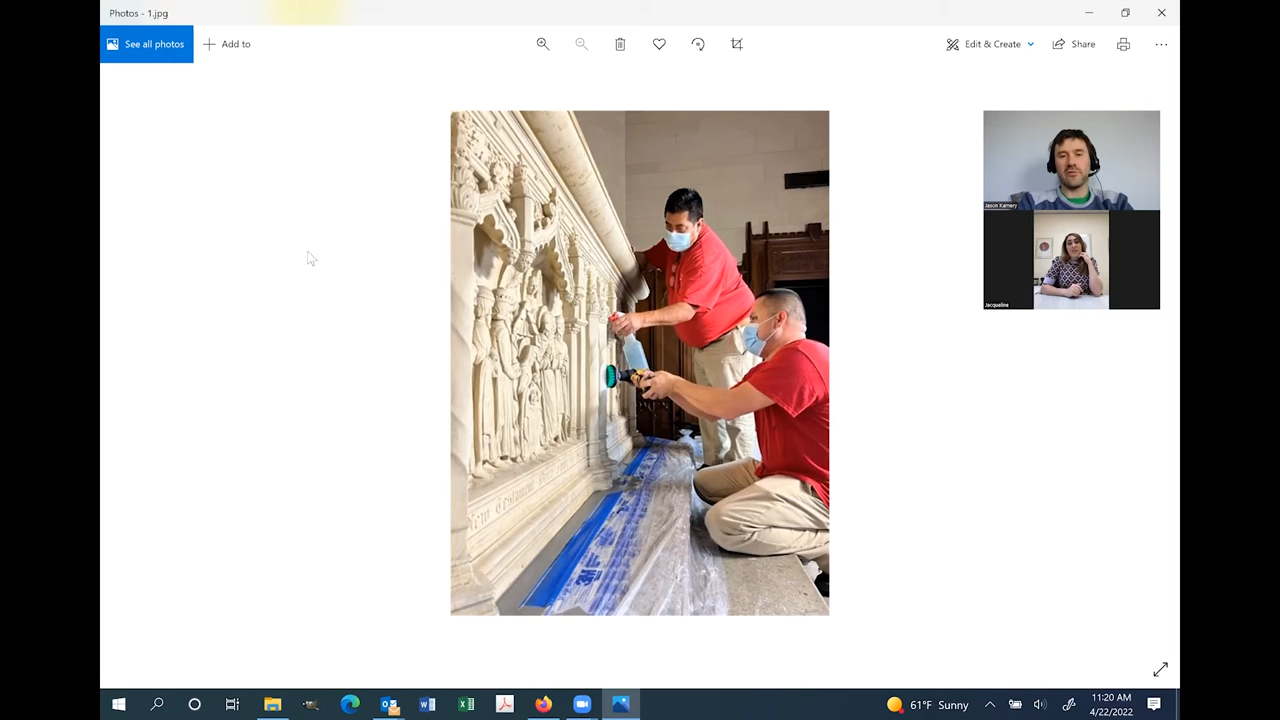 Photos - 1.jpg
See all photos
Add to
Edit & Create
Share
Jason Kamery
Jacqueline
3M
61°F Sunny
11:20 AM
4/22/2022